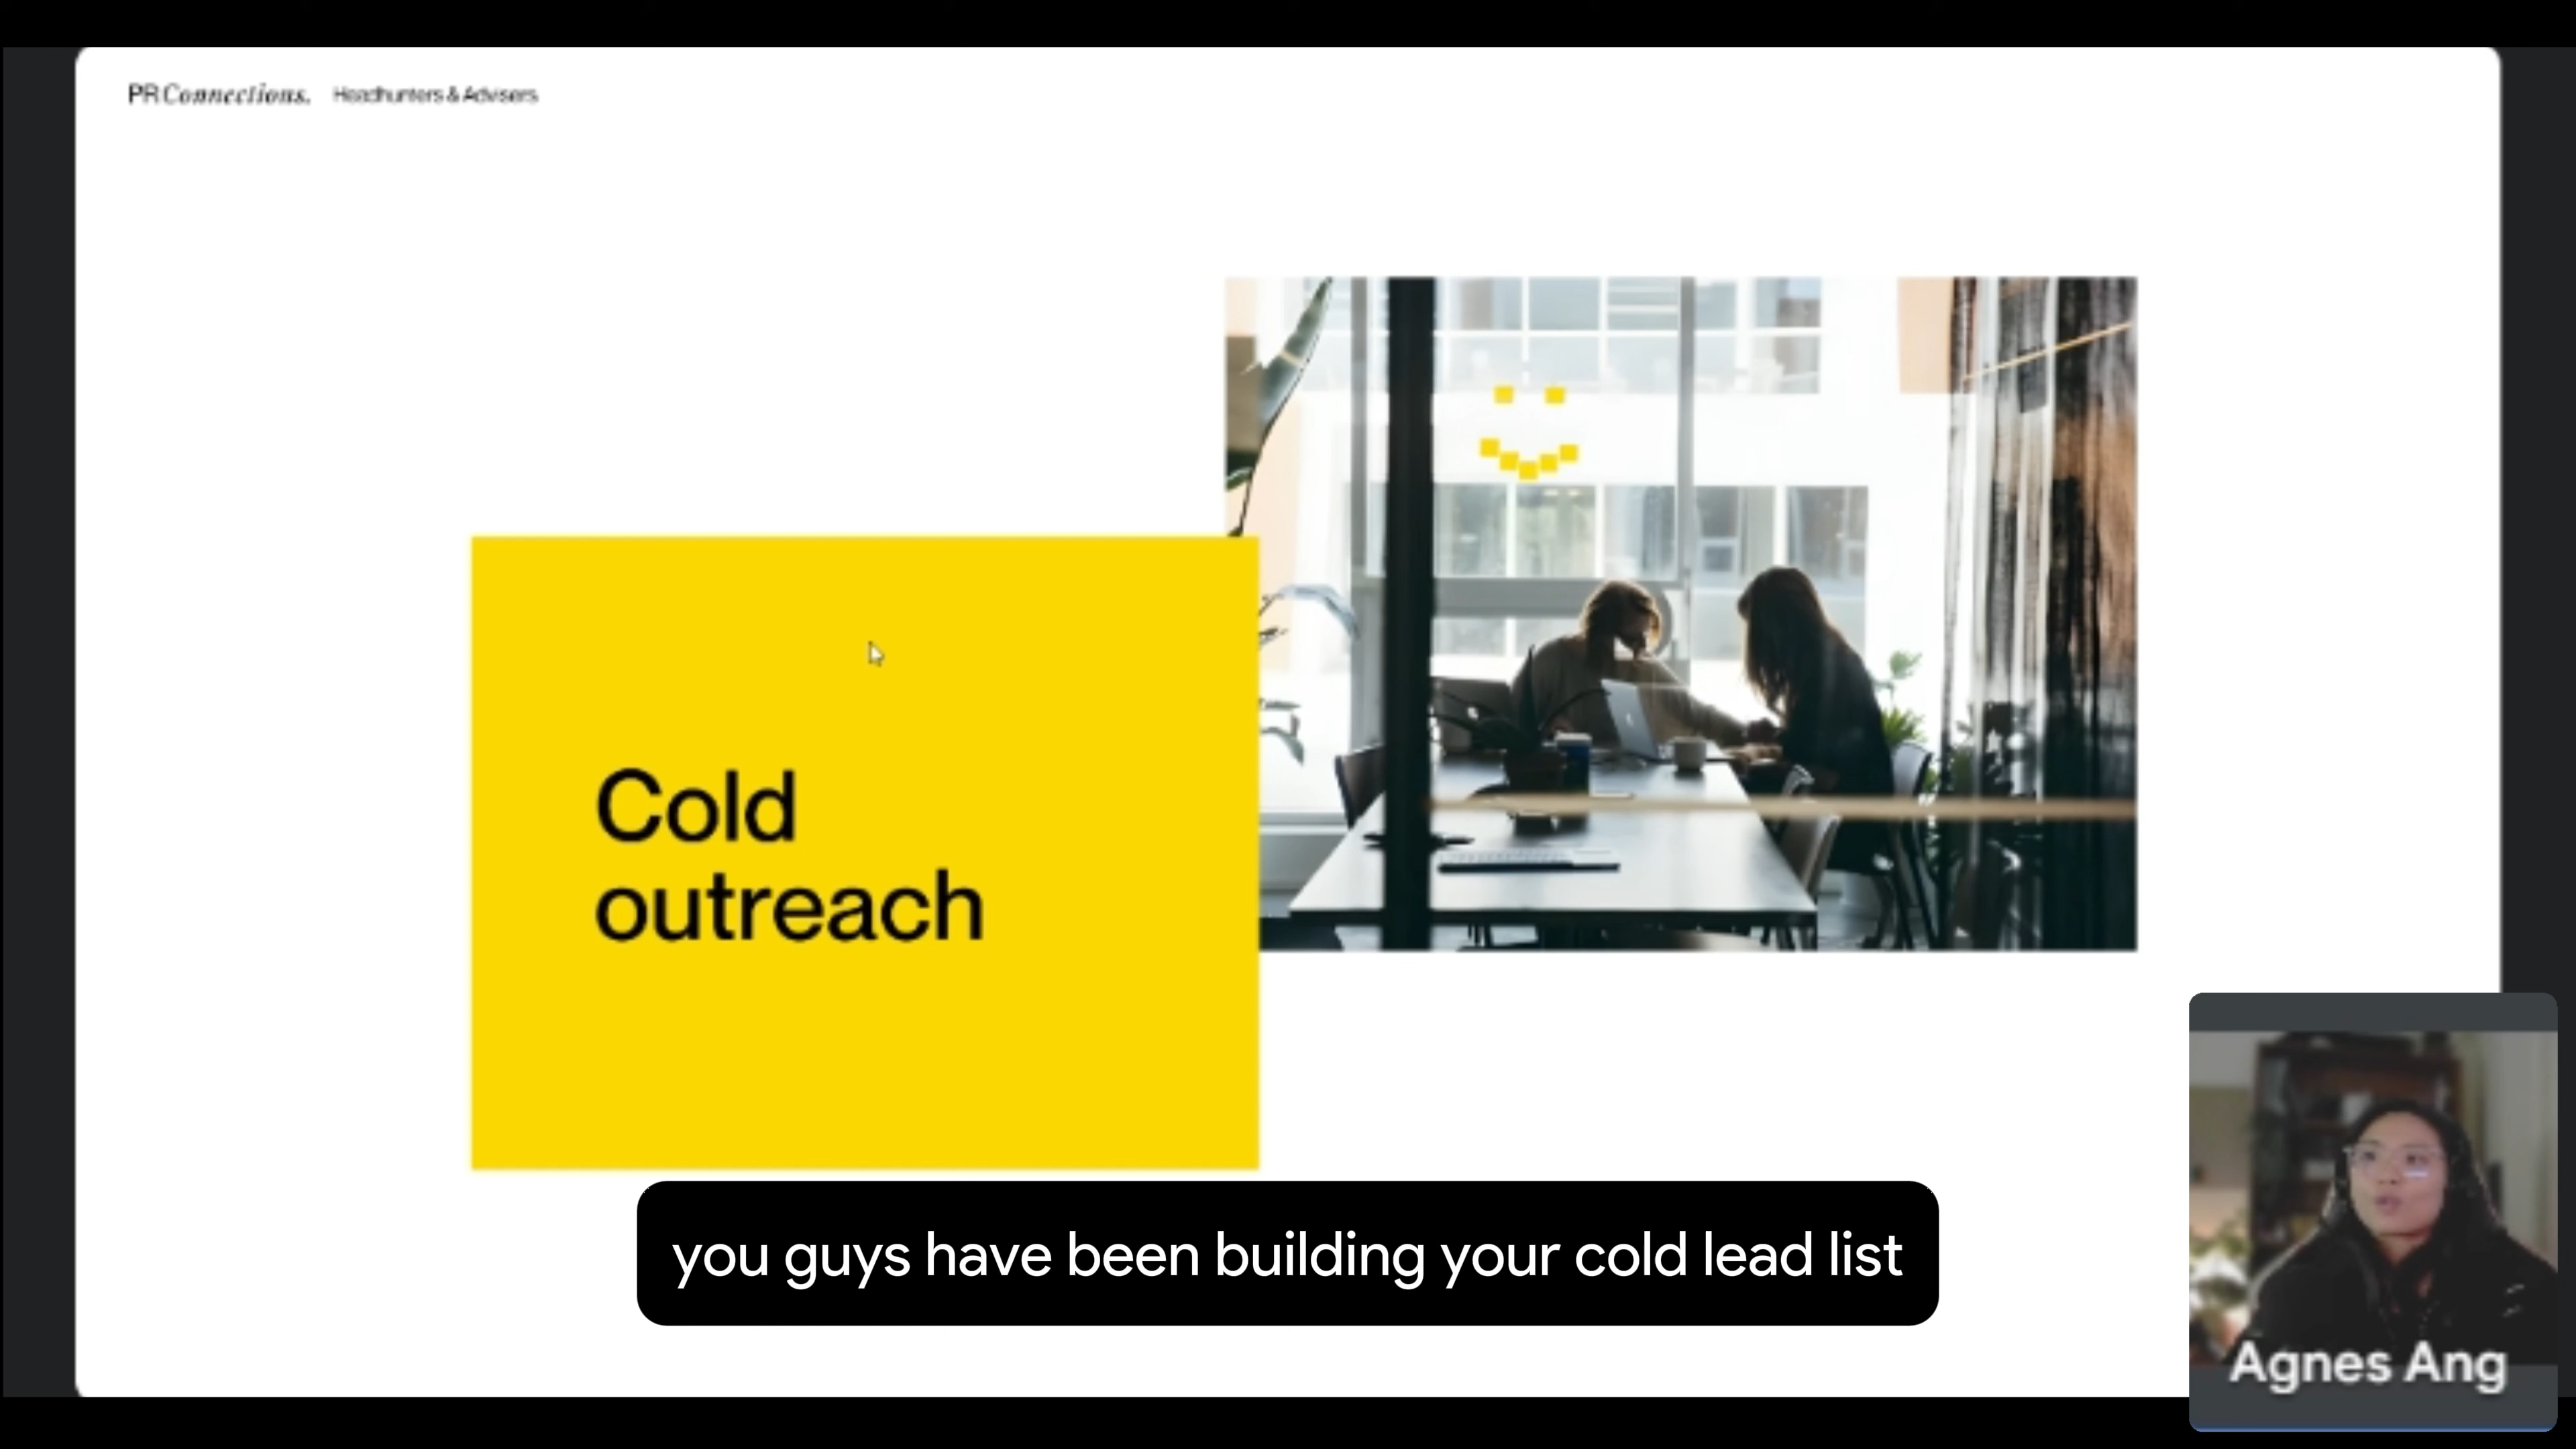 PR Connections. Headhunters & Advisers
Cold
outreach
you guys have been building your cold lead list
Agnes Ang